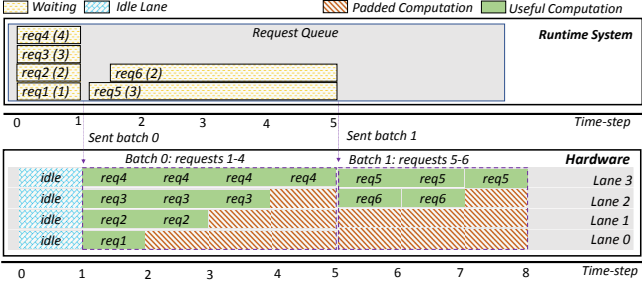 Waiting Idle Lane Padded Computation Useful Computation
req4 (4) Request Queue Runtime System
req3 (3)
req2 (2) req6 (2)
req1 (1) req5 (3)
0 1 2 3 4 5 Time-step
Sent batch 0 Sent batch 1
Batch 0: requests 1-4 Batch 1: requests 5-6 Hardware
idle req4 req4 req4 req4 req5 req5 req5 Lane 3
idle req3 req3 req3 req6 req6 Lane 2
idle req2 req2 Lane 1
idle req1 Lane 0
0 1 2 3 4 5 6 7 8 Time-step